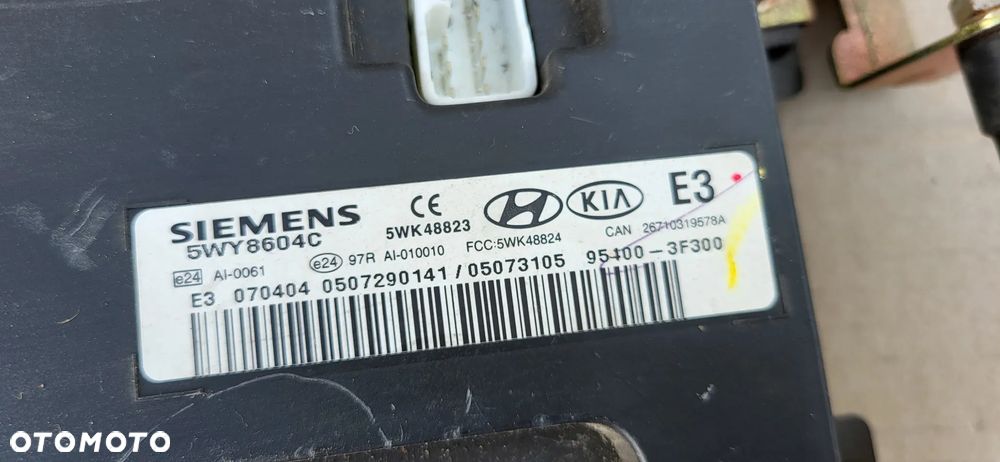 SIEMENS CE HYUNDAI KIA E3
5WY8604C 5WK48823 CAN 26710319578A
e24 AI-0061 e24 97R AI-010010 FCC:5WK48824 95400-3F300
E3 070404 0507290141 / 05073105
OTOMOTO